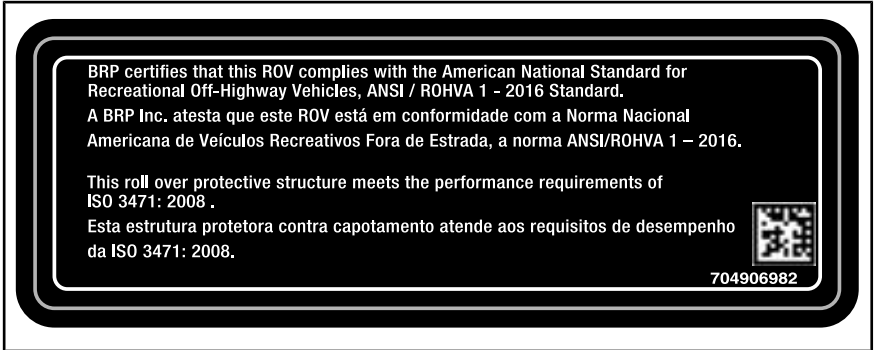 BRP certifies that this ROV complies with the American National Standard for
Recreational Off-Highway Vehicles, ANSI / ROHVA 1 - 2016 Standard.
A BRP Inc. atesta que este ROV está em conformidade com a Norma Nacional
Americana de Veículos Recreativos Fora de Estrada, a norma ANSI/ROHVA 1 – 2016.
This roll over protective structure meets the performance requirements of
ISO 3471: 2008 .
Esta estrutura protetora contra capotamento atende aos requisitos de desempenho
da ISO 3471: 2008.
704906982